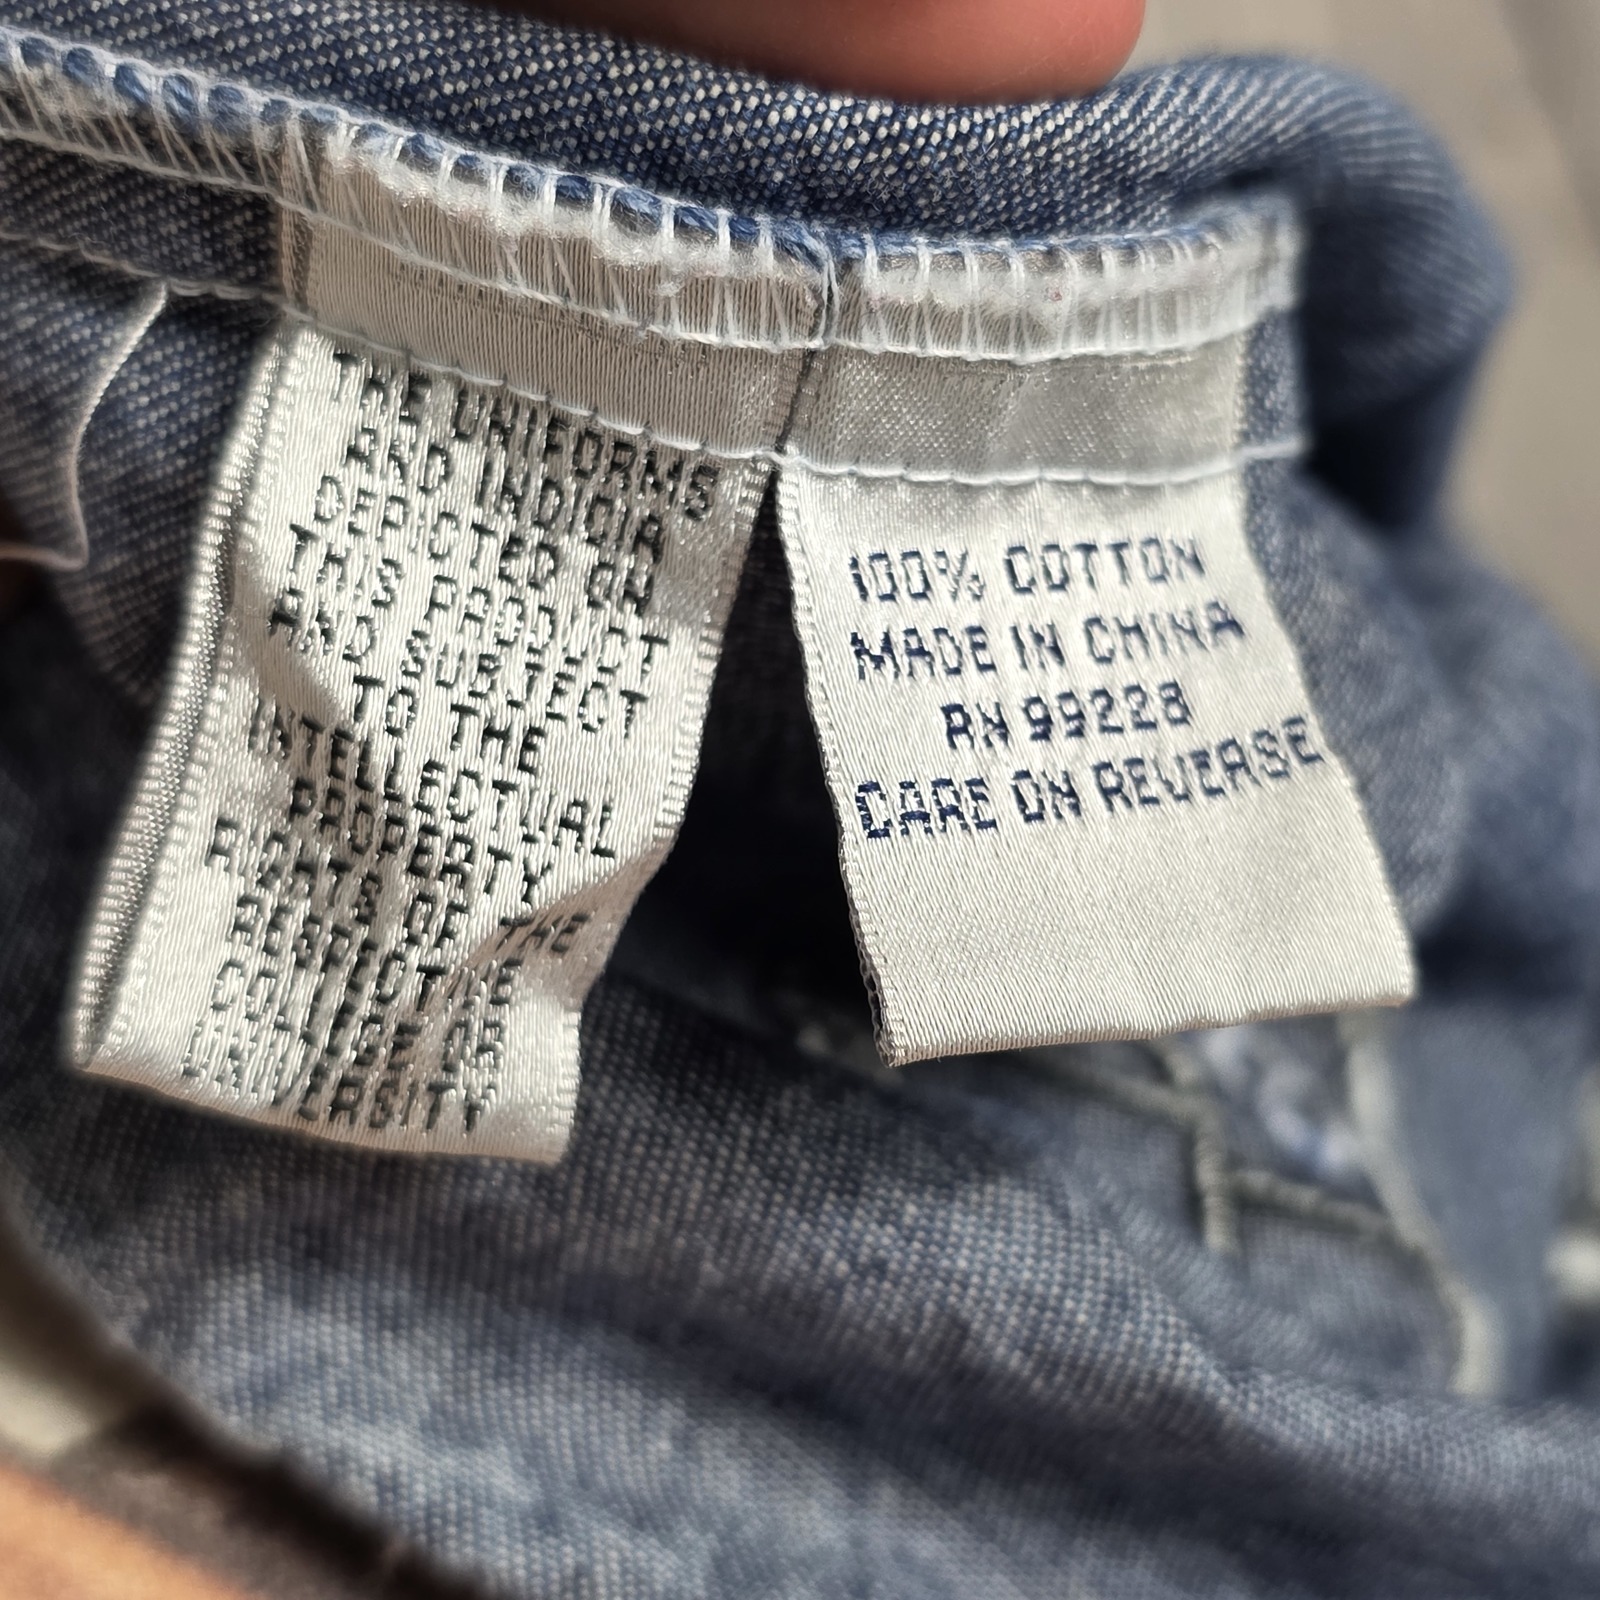 THE UNIFORMS
AND INDICIA
DEPICTED ON
THIS PRODUCT
AND SUBJECT
TO THE
INTELLECTUAL
PROPERTY
RIGHTS OF THE
RESPECTIVE
COLLEGE OR
UNIVERSITY
100% COTTON
MADE IN CHINA
RN 99228
CARE ON REVERSE